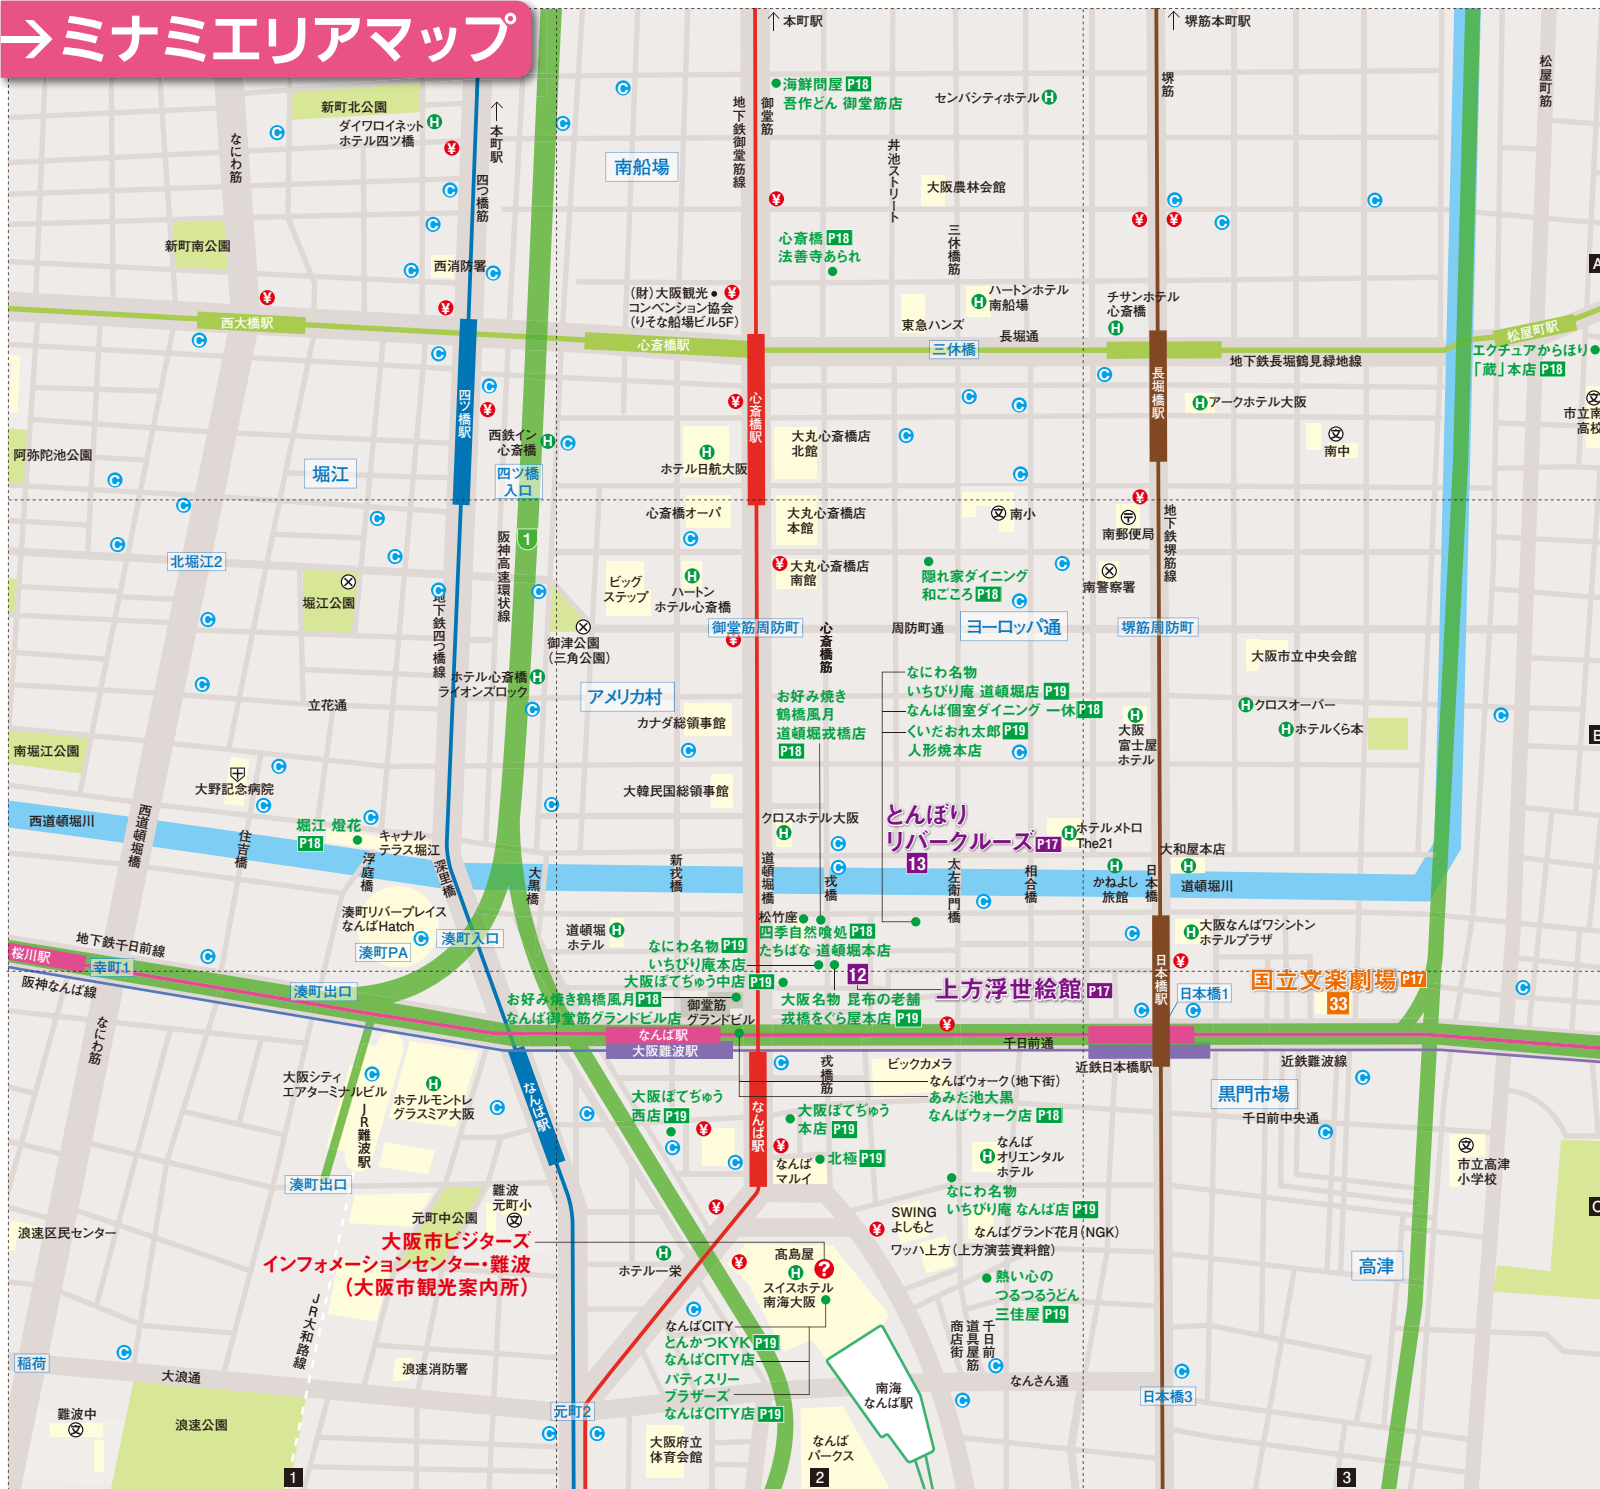 →ミナミエリアマップ
↑本町駅
↑堺筋本町駅
松屋町筋
堺筋
海鮮問屋 P18
吾作どん 御堂筋店
センバシティホテル
新町北公園
ダイワロイネット
ホテル四ツ橋
↑本町駅
なにわ筋
四つ橋筋
地下鉄御堂筋線
御堂筋
南船場
丼池ストリート
大阪農林会館
三休橋筋
新町南公園
西消防署
心斎橋 P18
法善寺あられ
A
(財)大阪観光
コンベンション協会
(りそな船場ビル5F)
ハートンホテル
南船場
チサンホテル
心斎橋
東急ハンズ
長堀通
西大橋駅
心斎橋駅
三休橋
松屋町駅
地下鉄長堀鶴見緑地線
エクチュアからほり
「蔵」本店 P18
四ツ橋駅
心斎橋駅
長堀橋駅
アークホテル大阪
市立南
高校
南中
西鉄イン
心斎橋
大丸心斎橋店
北館
ホテル日航大阪
阿弥陀池公園
堀江
四ツ橋
入口
心斎橋オーパ
大丸心斎橋店
本館
南小
南郵便局
地下鉄堺筋線
1
阪神高速環状線
北堀江2
大丸心斎橋店
南館
隠れ家ダイニング
和ごころ P18
南警察署
ビッグ
ステップ
ハートン
ホテル心斎橋
堀江公園
地下鉄四つ橋線
御堂筋周防町
心斎橋筋
周防町通
ヨーロッパ通
堺筋周防町
御津公園
(三角公園)
大阪市立中央会館
ホテル心斎橋
ライオンズロック
アメリカ村
立花通
お好み焼き
鶴橋風月
道頓堀戎橋店
P18
なにわ名物
いちびり庵 道頓堀店 P19
なんば個室ダイニング 一休 P18
くいだおれ太郎 P19
人形焼本店
カナダ総領事館
大阪
富士屋
ホテル
クロスオーバー
ホテルくら本
B
南堀江公園
大野記念病院
大韓民国総領事館
西道頓堀川
西道頓堀橋
住吉橋
堀江 燈花
P18
キャナル
テラス堀江
浮庭橋
深里橋
大黒橋
新戎橋
クロスホテル大阪
道頓堀橋
戎橋
とんぼり
リバークルーズ P17
13
太左衛門橋
相合橋
ホテルメトロ
The21
かねよし
旅館
日本橋
大和屋本店
道頓堀川
湊町リバープレイス
なんばHatch
湊町PA
湊町入口
道頓堀
ホテル
松竹座
四季自然喰処 P18
たちばな 道頓堀本店
大阪なんばワシントン
ホテルプラザ
地下鉄千日前線
桜川駅
幸町1
阪神なんば線
なにわ筋
湊町出口
なにわ名物 P19
いちびり庵本店
大阪ぼてぢゅう中店 P19
お好み焼き鶴橋風月 P18
なんば御堂筋グランドビル店
御堂筋
グランドビル
12
上方浮世絵館 P17
大阪名物 昆布の老舗
戎橋をぐら屋本店 P19
日本橋駅
日本橋1
国立文楽劇場 P17
33
なんば駅
大阪難波駅
千日前通
近鉄日本橋駅
近鉄難波線
大阪シティ
エアターミナルビル
JR難波駅
ホテルモントレ
グラスミア大阪
なんば駅
なんば駅
戎橋筋
ビックカメラ
なんばウォーク(地下街)
あみだ池大黒
なんばウォーク店 P18
黒門市場
千日前中央通
大阪ぼてぢゅう
西店 P19
大阪ぼてぢゅう
本店 P19
北極 P19
なんば
マルイ
なんば
オリエンタル
ホテル
市立高津
小学校
湊町出口
元町中公園
難波
元町小
なにわ名物
いちびり庵 なんば店 P19
SWING
よしもと
なんばグランド花月(NGK)
ワッハ上方(上方演芸資料館)
C
浪速区民センター
大阪市ビジターズ
インフォメーションセンター・難波
(大阪市観光案内所)
ホテル一栄
髙島屋
スイスホテル
南海大阪
熱い心の
つるつるうどん
三佳屋 P19
高津
JR大和路線
なんばCITY
とんかつKYK P19
なんばCITY店
パティスリー
ブラザーズ
なんばCITY店 P19
千日前
道具屋筋
商店街
稲荷
大浪通
浪速消防署
南海
なんば駅
なんさん通
日本橋3
難波中
浪速公園
元町2
大阪府立
体育会館
なんば
パークス
1
2
3